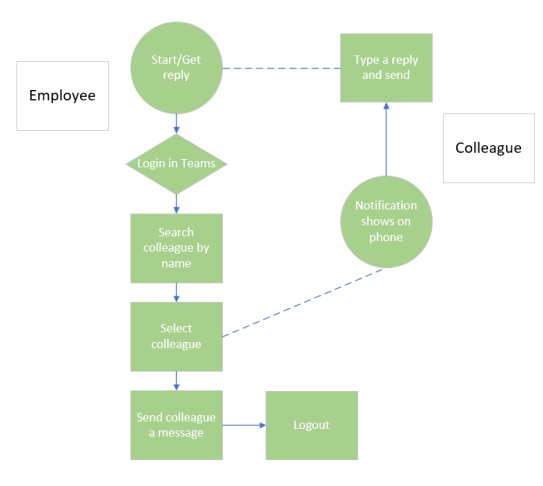 Start/Get
reply
Type a reply
and send
Employee
Colleague
Login in Teams
Notification
shows on
phone
Search
colleague by
name
Select
colleague
Send colleague
a message
Logout